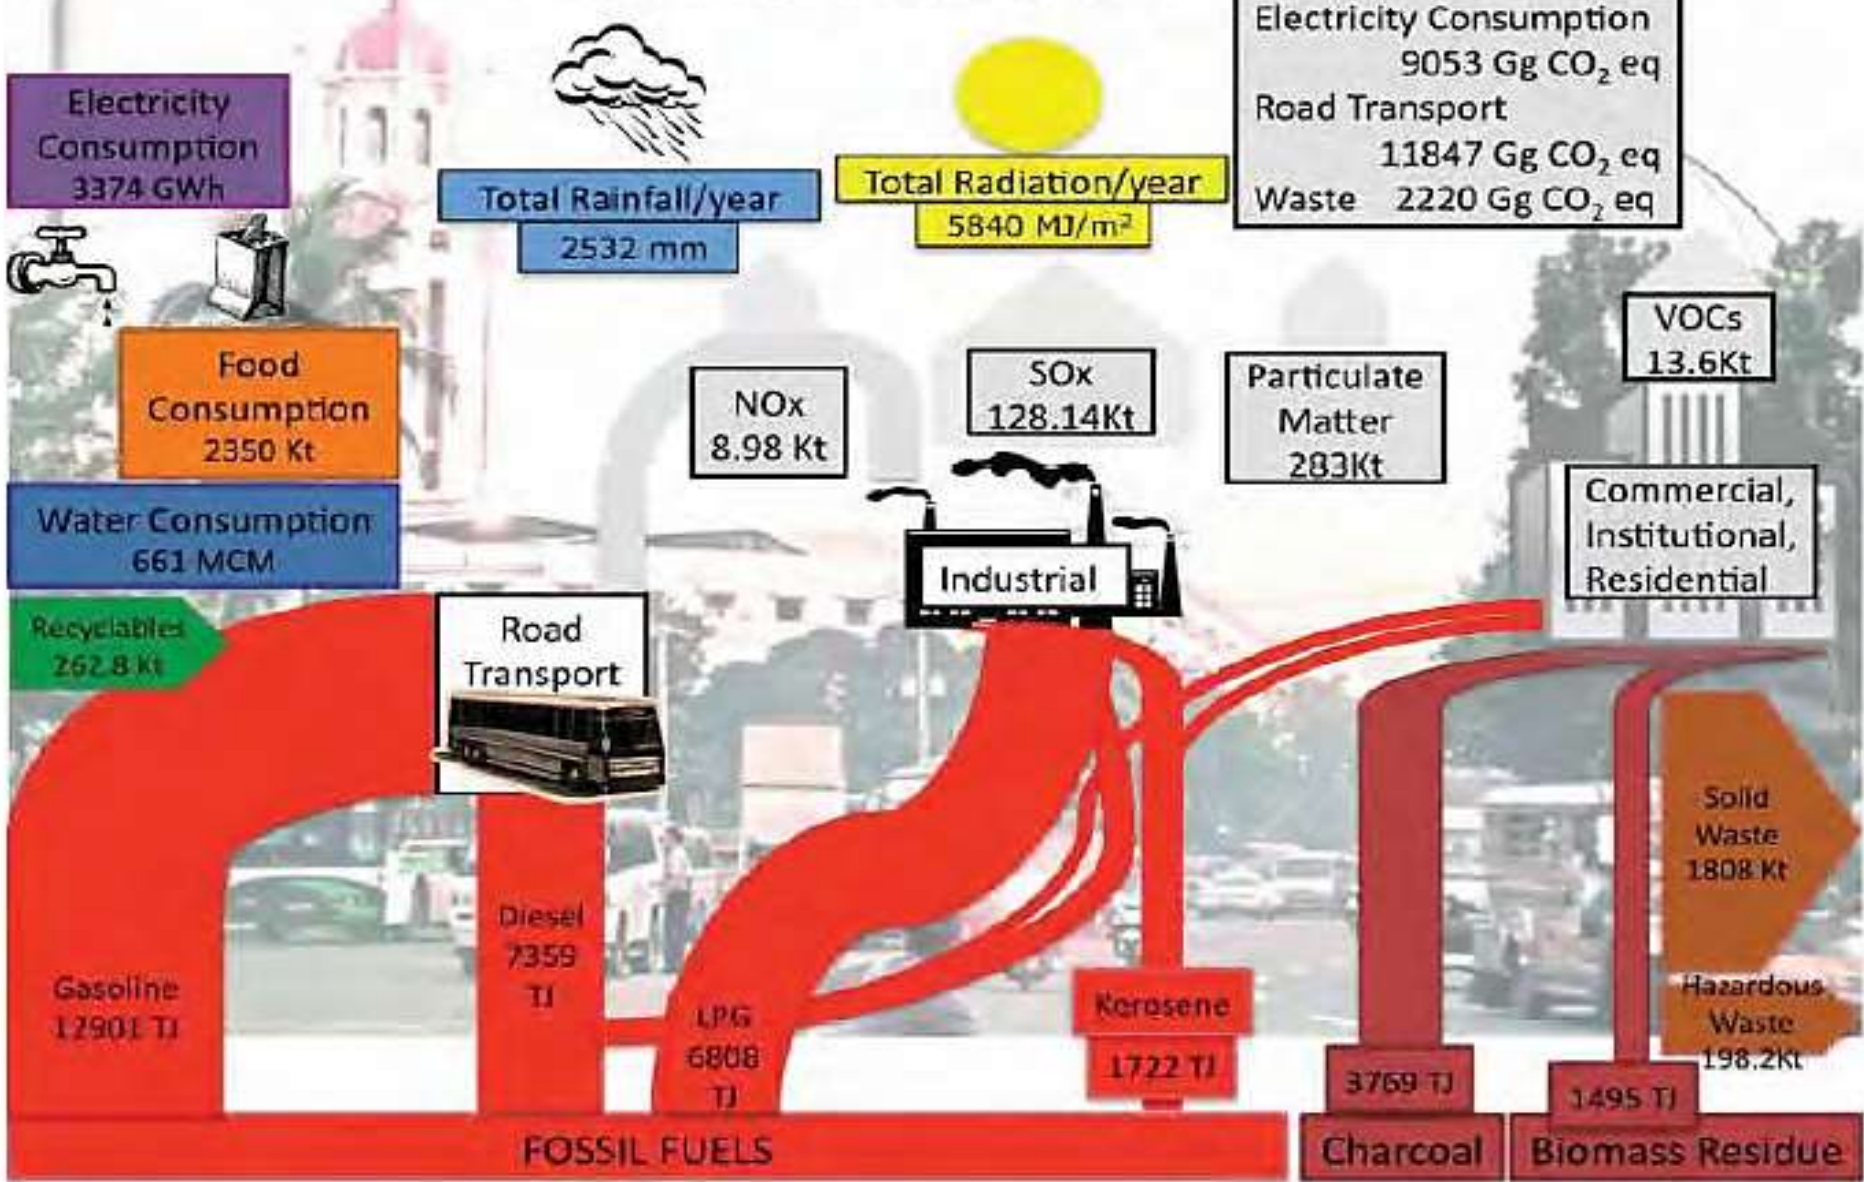 Electricity Consumption
9053 Gg CO₂ eq
Road Transport
11847 Gg CO₂ eq
Waste 2220 Gg CO₂ eq
Electricity
Consumption
3374 GWh
Total Rainfall/year
2532 mm
Total Radiation/year
5840 MJ/m²
Food
Consumption
2350 Kt
Water Consumption
661 MCM
NOx
8.98 Kt
SOx
128.14Kt
Particulate
Matter
283Kt
VOCs
13.6Kt
Commercial,
Institutional,
Residential
Industrial
Recyclables
262.8 Kt
Road
Transport
Solid
Waste
1808 Kt
Gasoline
12901 TJ
Diesel
7359
TJ
LPG
6808
TJ
Kerosene
1722 TJ
Hazardous
Waste
198.2Kt
3769 TJ
1495 TJ
FOSSIL FUELS
Charcoal
Biomass Residue